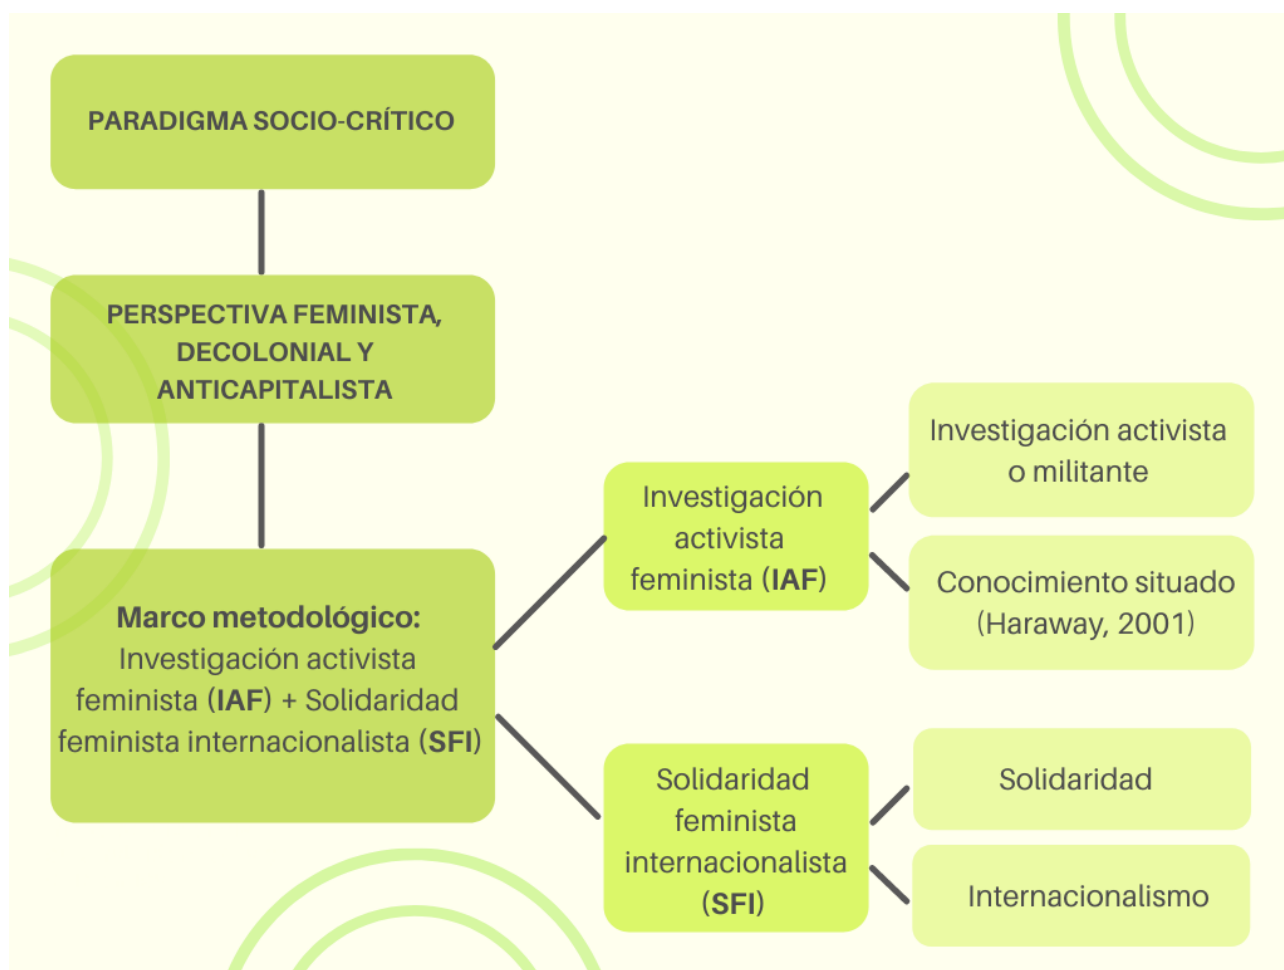 PARADIGMA SOCIO-CRÍTICO
PERSPECTIVA FEMINISTA,
DECOLONIAL Y
ANTICAPITALISTA
Marco metodológico:
Investigación activista
feminista (IAF) + Solidaridad
feminista internacionalista (SFI)
Investigación
activista
feminista (IAF)
Investigación activista
o militante
Conocimiento situado
(Haraway, 2001)
Solidaridad
feminista
internacionalista
(SFI)
Solidaridad
Internacionalismo